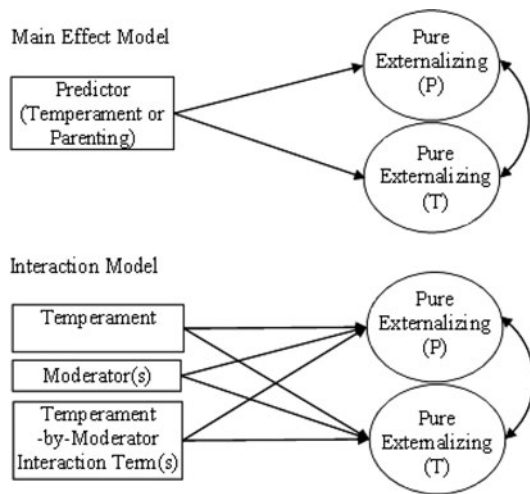 Main Effect Model
Predictor
(Temperament or
Parenting)
Pure
Externalizing
(P)
Pure
Externalizing
(T)
Interaction Model
Temperament
Moderator(s)
Temperament
-by-Moderator
Interaction Term(s)
Pure
Externalizing
(P)
Pure
Externalizing
(T)